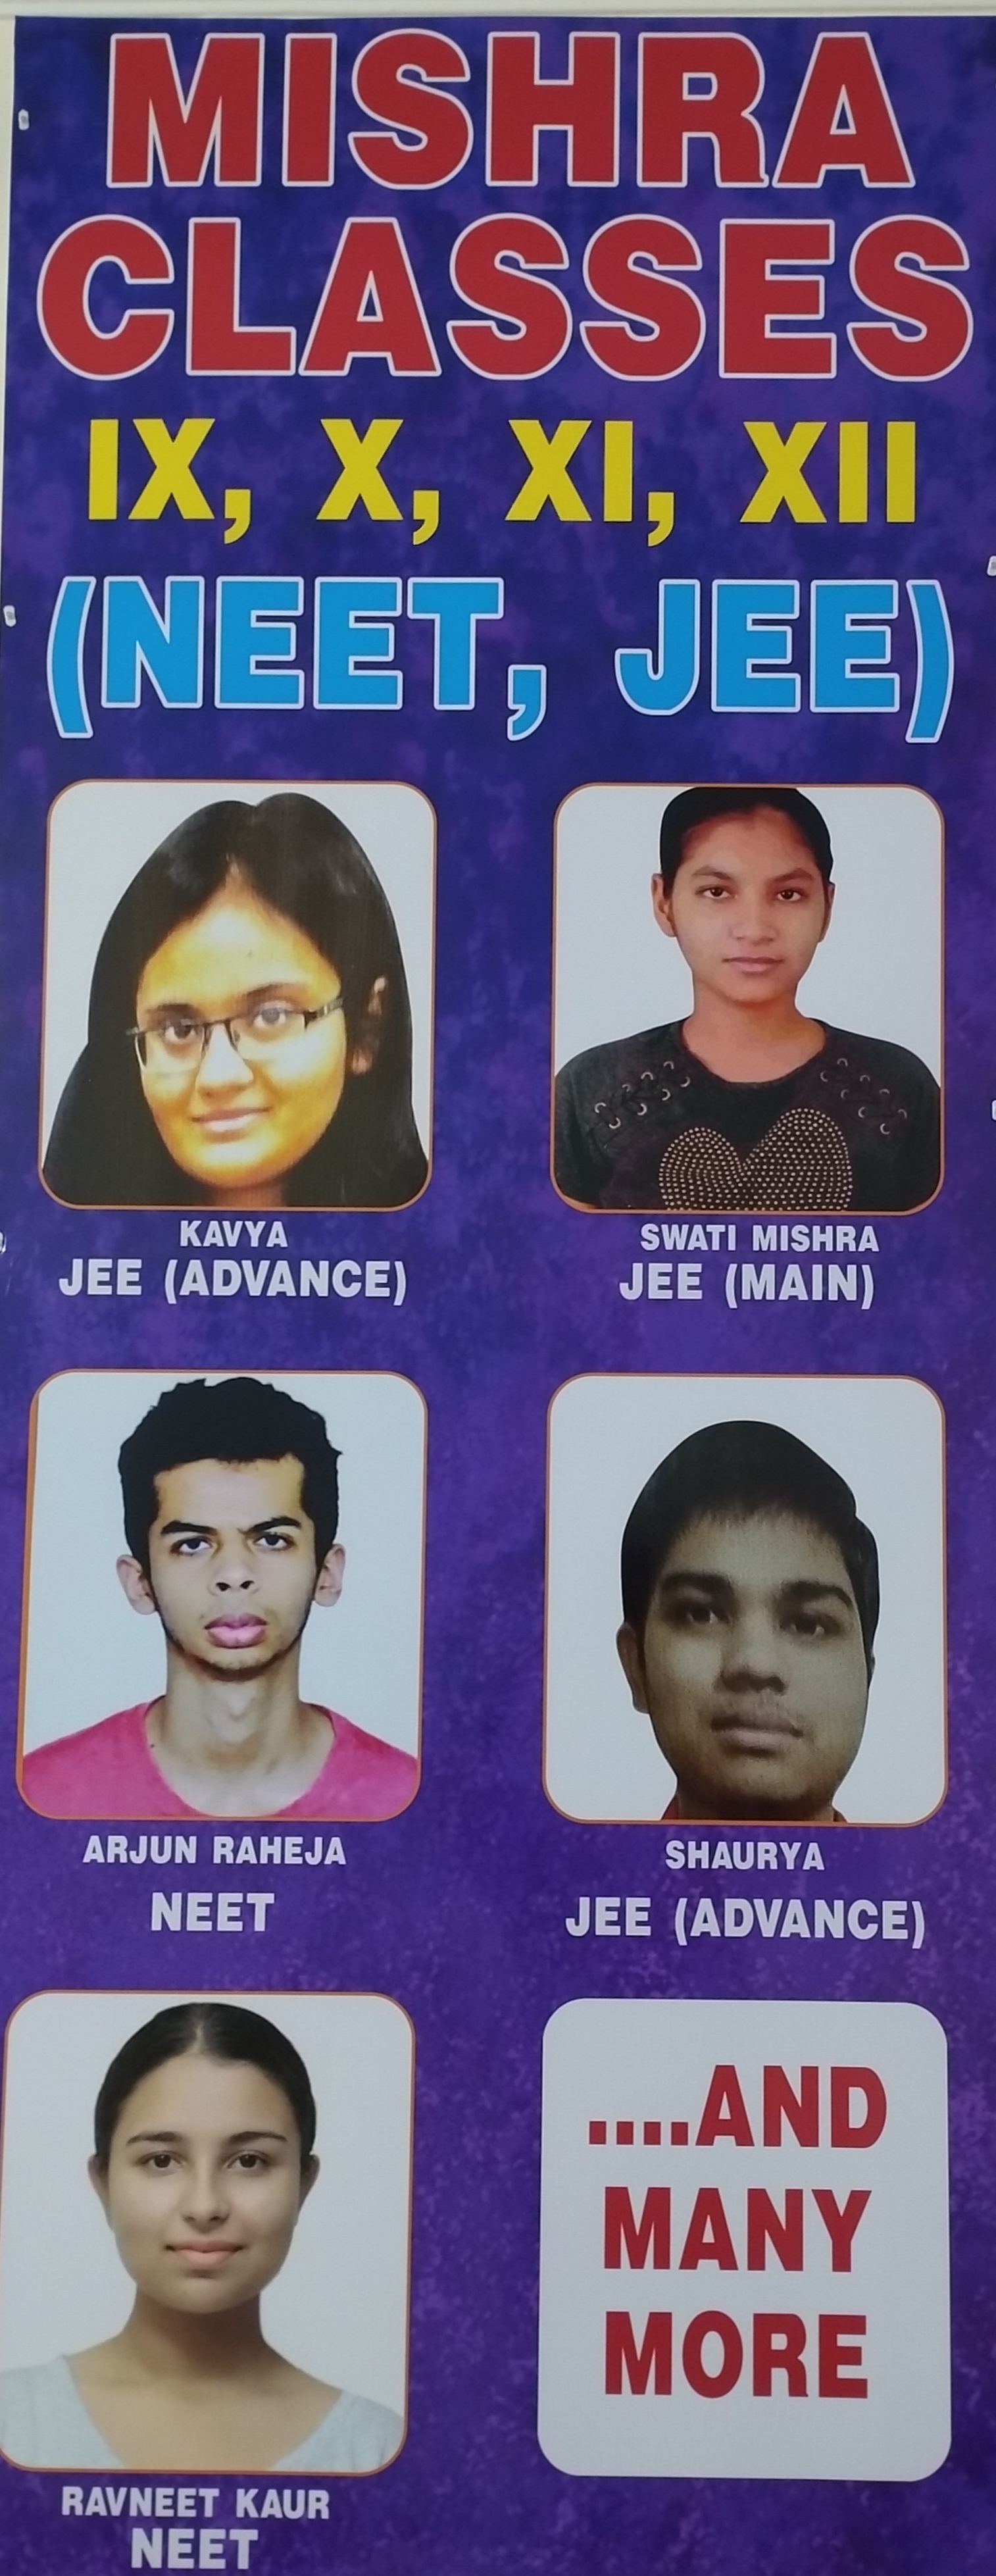 MISHRA
CLASSES
IX, X, XI, XII
(NEET, JEE)
KAVYA
JEE (ADVANCE)
SWATI MISHRA
JEE (MAIN)
ARJUN RAHEJA
NEET
SHAURYA
JEE (ADVANCE)
RAVNEET KAUR
NEET
....AND
MANY
MORE